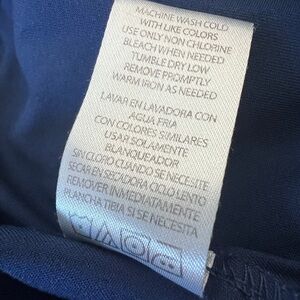 MACHINE WASH COLD
WITH LIKE COLORS
USE ONLY NON CHLORINE
BLEACH WHEN NEEDED
TUMBLE DRY LOW
REMOVE PROMPTLY
WARM IRON AS NEEDED
LAVAR EN LAVADORA CON
AGUA FRIA
CON COLORES SIMILARES
USAR SOLAMENTE
BLANQUEADOR
SIN CLORO CUANDO SE NECESITE
SECAR EN SECADORA CICLO LENTO
REMOVER INMEDIATAMENTE
PLANCHA TIBIA SI SE NECESITA